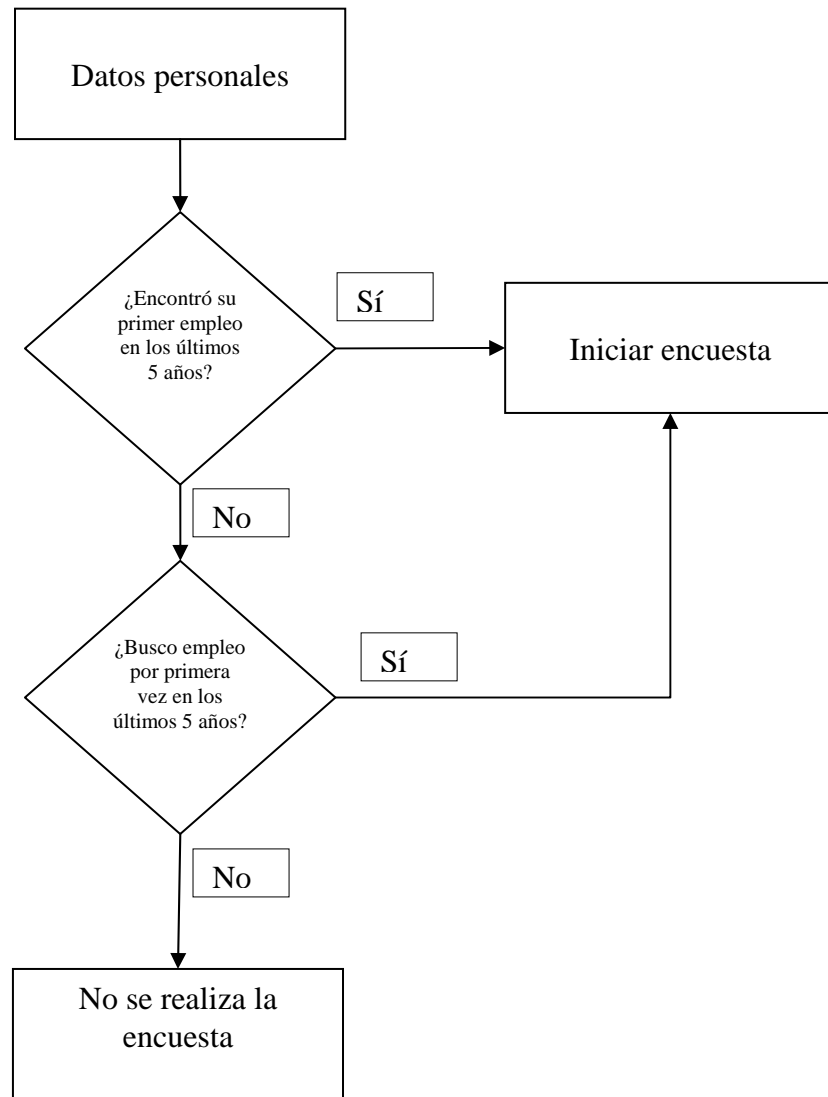 Datos personales
¿Encontró su
primer empleo
en los últimos
5 años?
Sí
Iniciar encuesta
No
¿Busco empleo
por primera
vez en los
últimos 5 años?
Sí
No
No se realiza la
encuesta